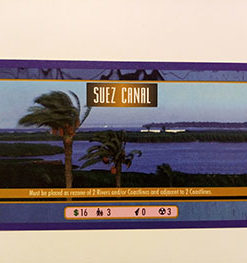 SUEZ CANAL
Must be placed as rezone of 2 Rivers and/or Coastlines and adjacent to 2 Coastlines.
$16 3 0 3